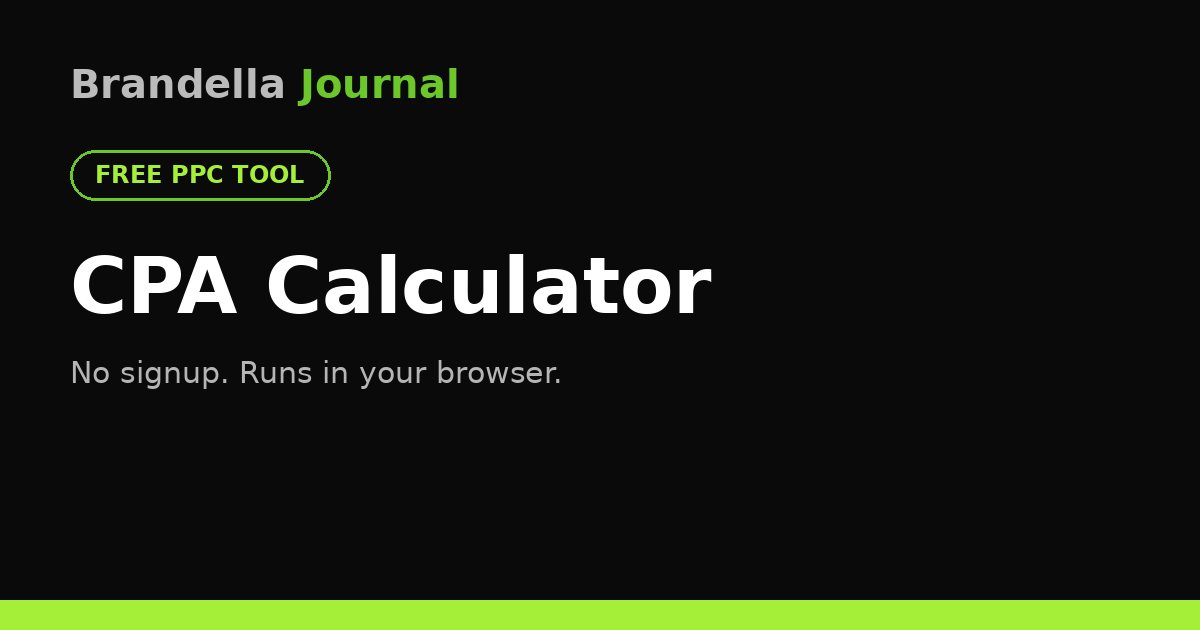 Brandella Journal
FREE PPC TOOL
CPA Calculator
No signup. Runs in your browser.